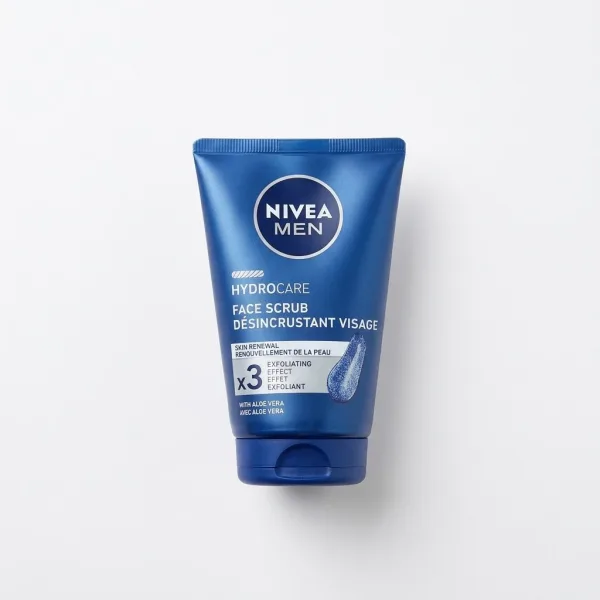 NIVEA
MEN
HYDROCARE
FACE SCRUB
DÉSINCRUSTANT VISAGE
SKIN RENEWAL
RENOUVELLEMENT DE LA PEAU
x3
EXFOLIATING
EFFECT
EFFET
EXFOLIANT
WITH ALOE VERA
AVEC ALOE VERA